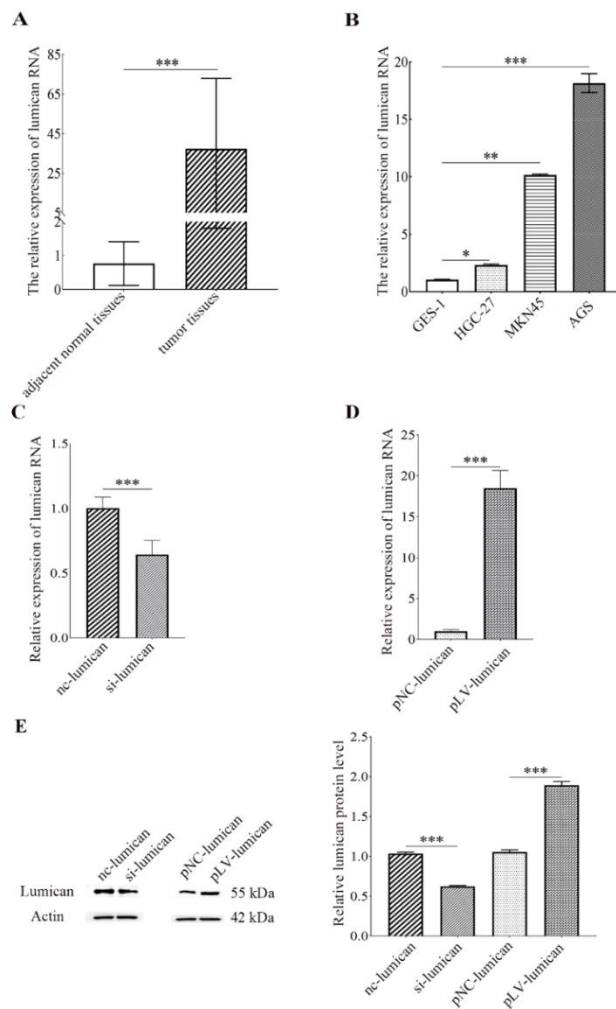 A
The relative expression of lumican RNA
85
65
45
25
5
2
1
0
***
adjacent normal tissues
tumor tissues
B
The relative expression of lumican RNA
20
15
10
5
0
***
**
*
GES-1
HGC-27
MKN45
AGS
C
Relative expression of lumican RNA
1.5
1.0
0.5
0.0
***
nc-lumican
si-lumican
D
Relative expression of lumican RNA
25
20
15
10
5
0
***
pNC-lumican
pLV-lumican
E
nc-lumican
si-lumican
pNC-lumican
pLV-lumican
Lumican
55 kDa
Actin
42 kDa
Relative lumican protein level
2.5
2.0
1.5
1.0
0.5
0.0
***
***
nc-lumican
si-lumican
pNC-lumican
pLV-lumican